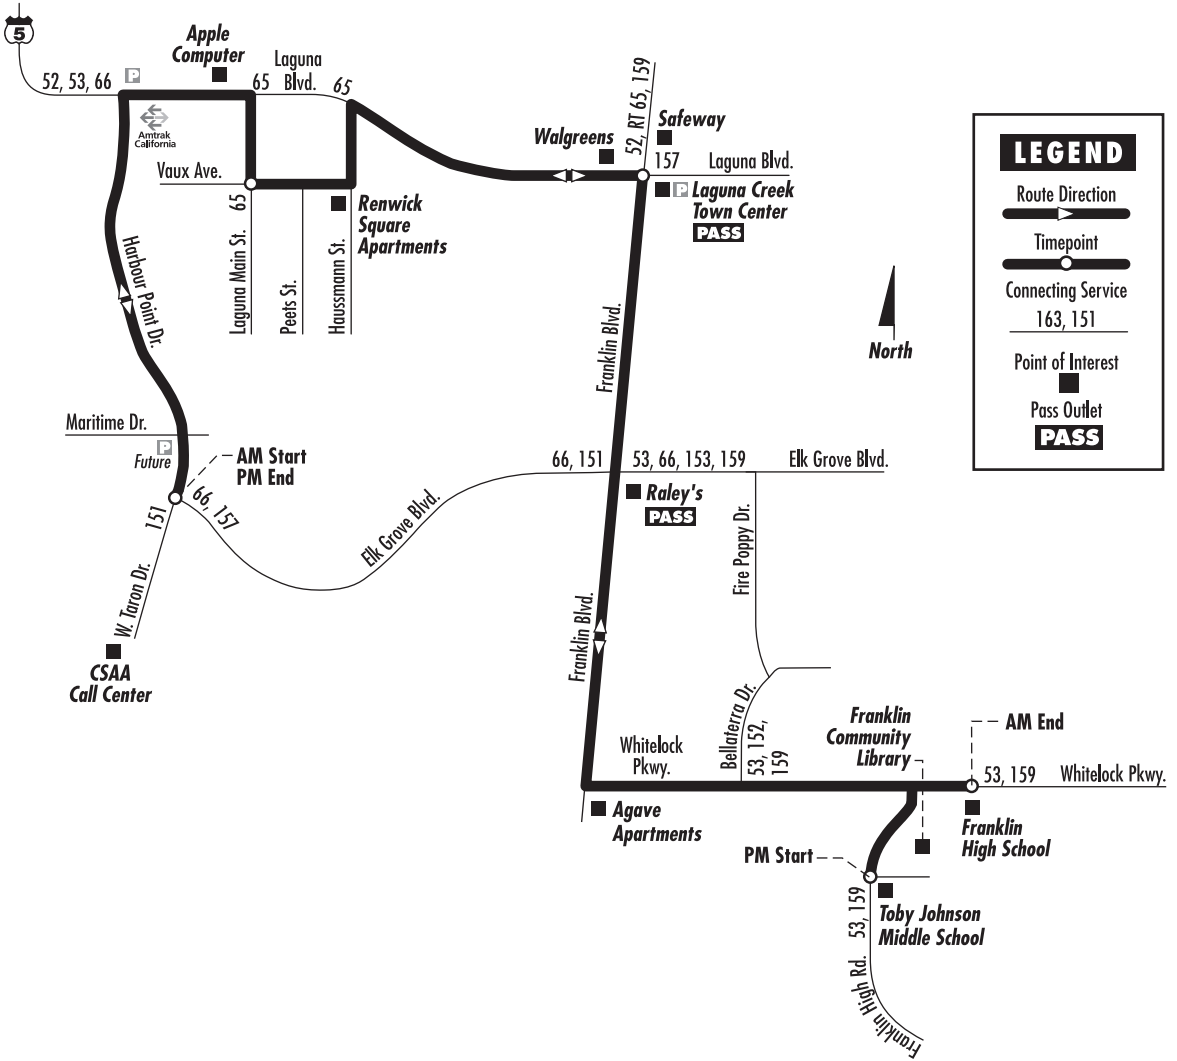 5
Apple
Computer
52, 53, 66
P
65
Laguna
Blvd.
65
Amtrak
California
Vaux Ave.
65
Laguna Main St.
Peets St.
Haussmann St.
Renwick
Square
Apartments
Harbour Point Dr.
Walgreens
52, RT 65, 159
Safeway
157
Laguna Blvd.
P
Laguna Creek
Town Center
PASS
Franklin Blvd.
North
LEGEND
Route Direction
Timepoint
Connecting Service
163, 151
Point of Interest
Pass Outlet
PASS
Maritime Dr.
P
Future
AM Start
PM End
151
66, 157
Elk Grove Blvd.
66, 151
53, 66, 153, 159
Elk Grove Blvd.
Raley's
PASS
W. Taron Dr.
CSAA
Call Center
Fire Poppy Dr.
Franklin Blvd.
Bellaterra Dr.
53, 152,
159
Whitelock
Pkwy.
Franklin
Community
Library
AM End
53, 159
Whitelock Pkwy.
Agave
Apartments
Franklin
High School
PM Start
53, 159
Toby Johnson
Middle School
Franklin High Rd.